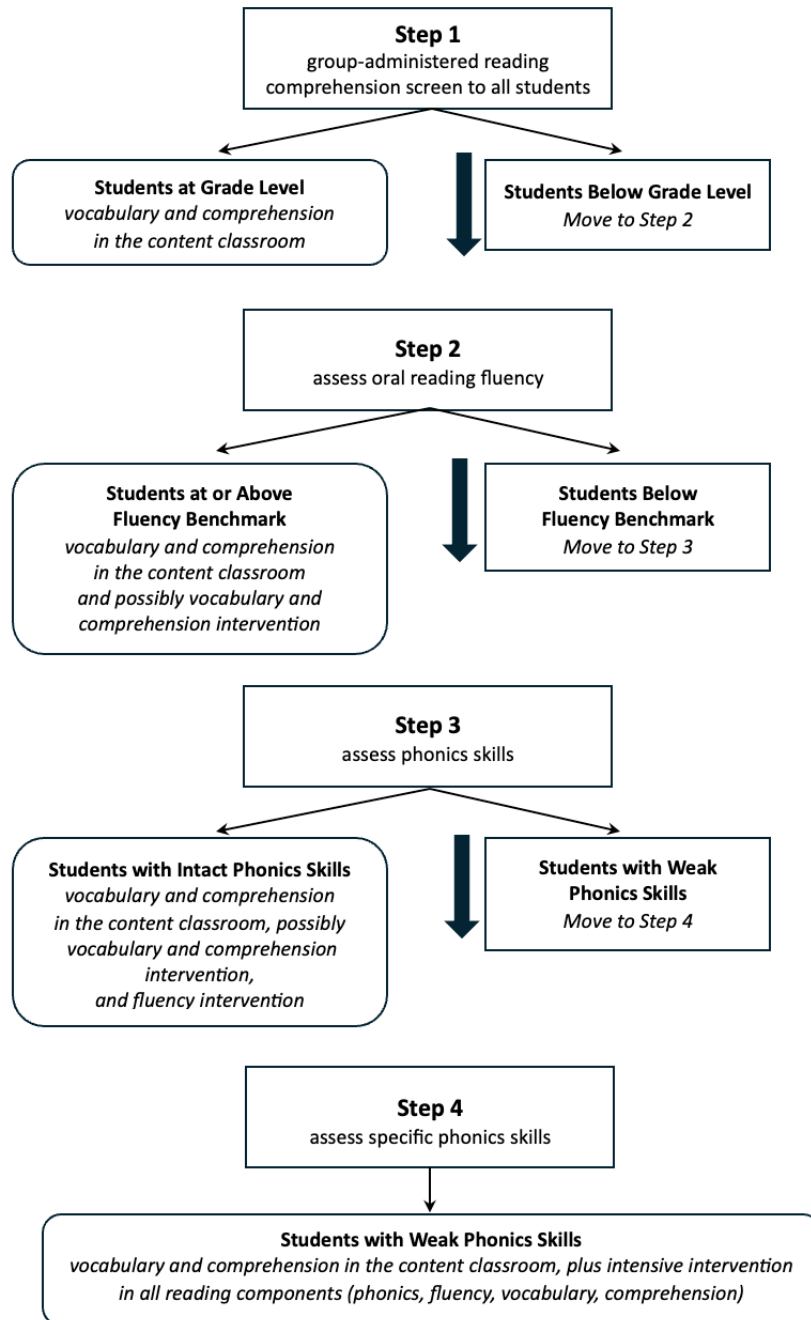 Step 1
group-administered reading
comprehension screen to all students
Students at Grade Level
vocabulary and comprehension
in the content classroom
Students Below Grade Level
Move to Step 2
Step 2
assess oral reading fluency
Students at or Above
Fluency Benchmark
vocabulary and comprehension
in the content classroom
and possibly vocabulary and
comprehension intervention
Students Below
Fluency Benchmark
Move to Step 3
Step 3
assess phonics skills
Students with Intact Phonics Skills
vocabulary and comprehension
in the content classroom, possibly
vocabulary and comprehension
intervention,
and fluency intervention
Students with Weak
Phonics Skills
Move to Step 4
Step 4
assess specific phonics skills
Students with Weak Phonics Skills
vocabulary and comprehension in the content classroom, plus intensive intervention
in all reading components (phonics, fluency, vocabulary, comprehension)